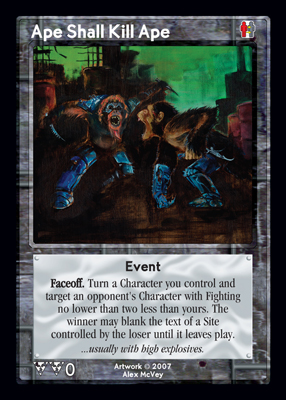 Ape Shall Kill Ape
Event
Faceoff. Turn a Character you control and
target an opponent's Character with Fighting
no lower than two less than yours. The
winner may blank the text of a Site
controlled by the loser until it leaves play.
...usually with high explosives.
0
Artwork © 2007
Alex McVey